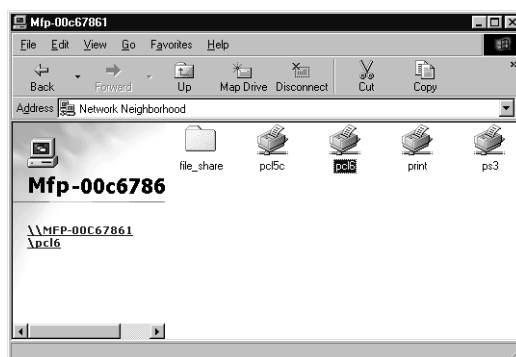 Mfp-00c67861
File Edit View Go Favorites Help
Back Forward Up Map Drive Disconnect Cut Copy »
Address Network Neighborhood
Mfp-00c6786
\\MFP-00C67861
\pcl6
file_share pcl5c pcl6 print ps3